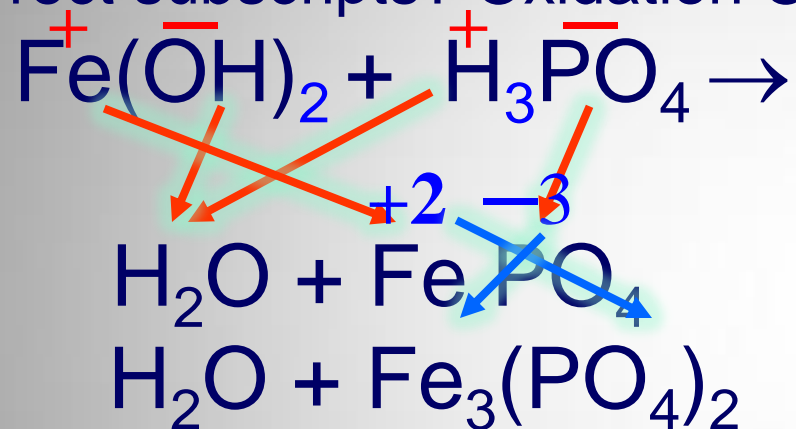 + – + –
Fe(OH)₂ + H₃PO₄ →
+2 –3
H₂O + Fe PO₄
H₂O + Fe₃(PO₄)₂